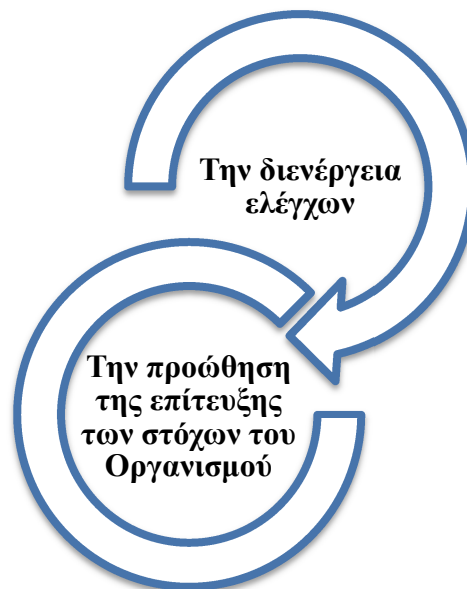 Την διενέργεια
ελέγχων
Την προώθηση
της επίτευξης
των στόχων του
Οργανισμού